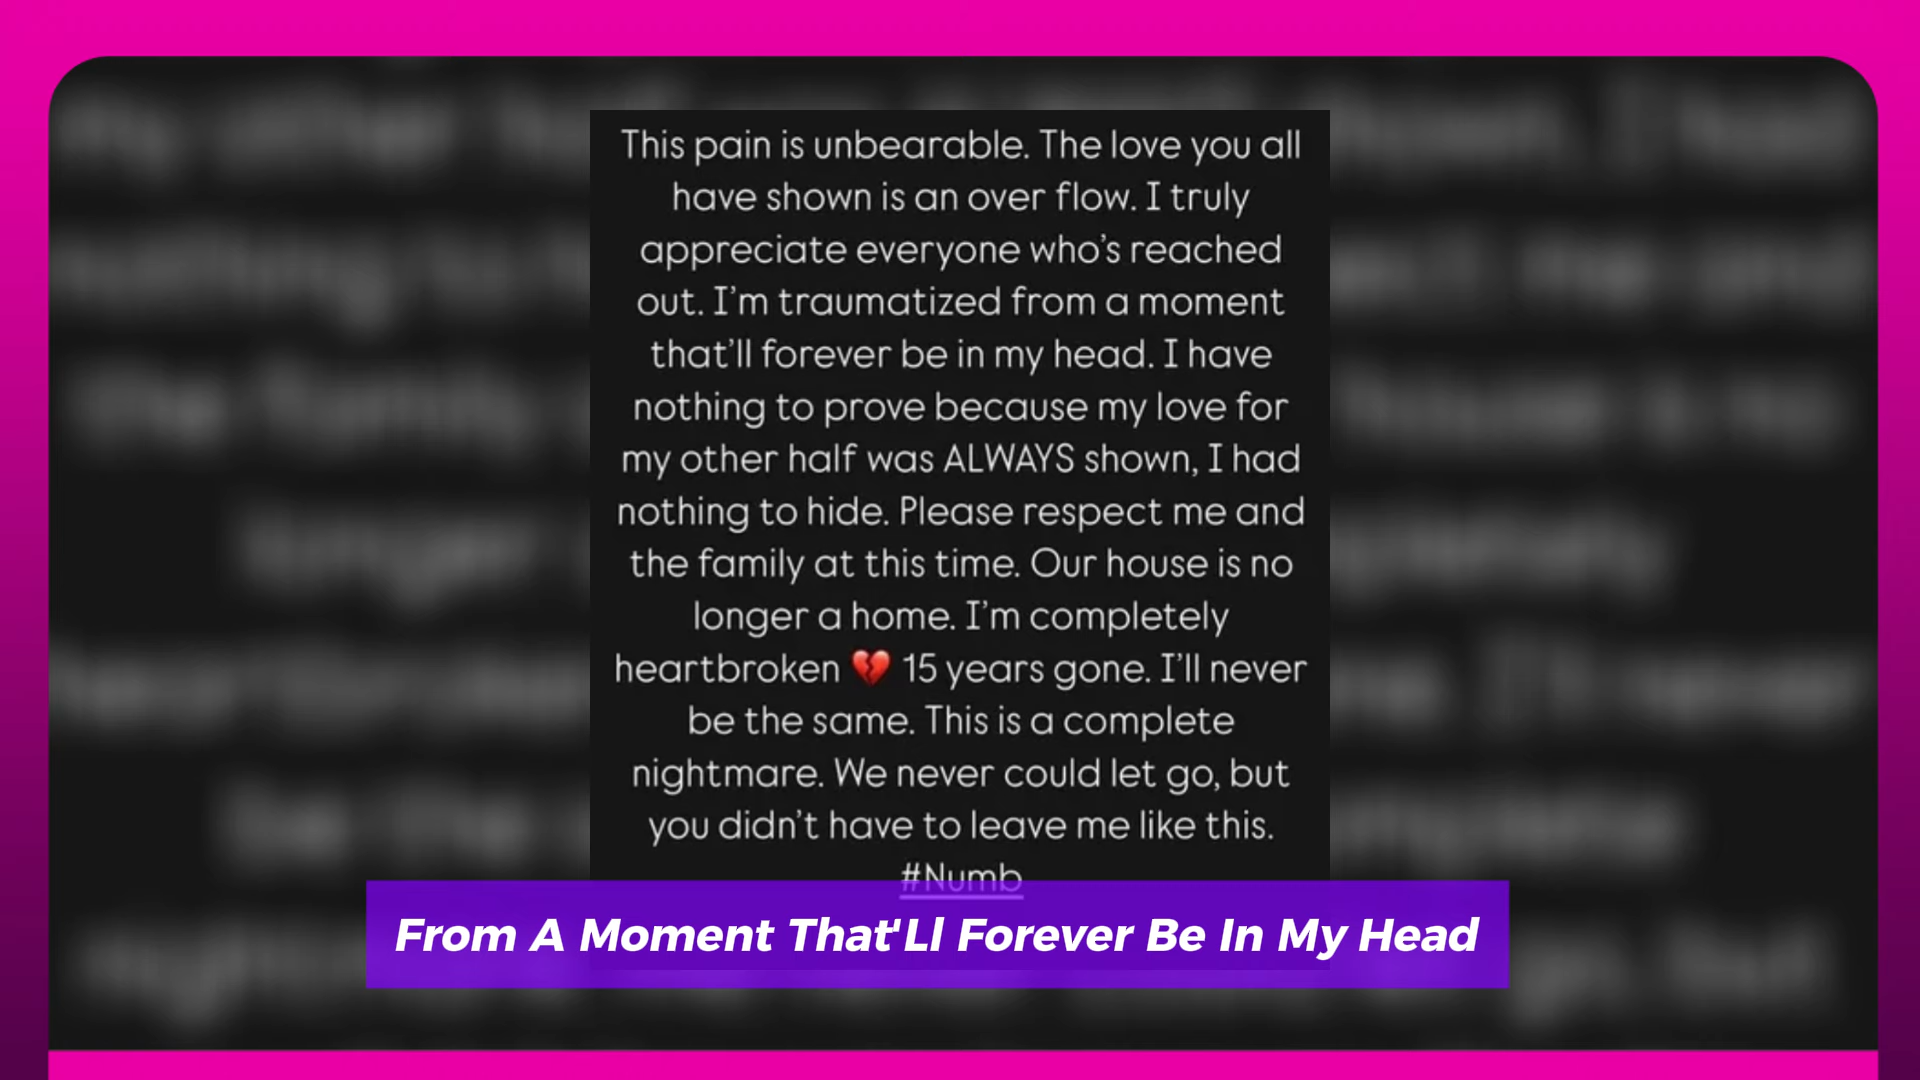 This pain is unbearable. The love you all
have shown is an over flow. I truly
appreciate everyone who's reached
out. I'm traumatized from a moment
that'll forever be in my head. I have
nothing to prove because my love for
my other half was ALWAYS shown, I had
nothing to hide. Please respect me and
the family at this time. Our house is no
longer a home. I'm completely
heartbroken 💔 15 years gone. I'll never
be the same. This is a complete
nightmare. We never could let go, but
you didn't have to leave me like this.
#Numb
From A Moment That'Ll Forever Be In My Head